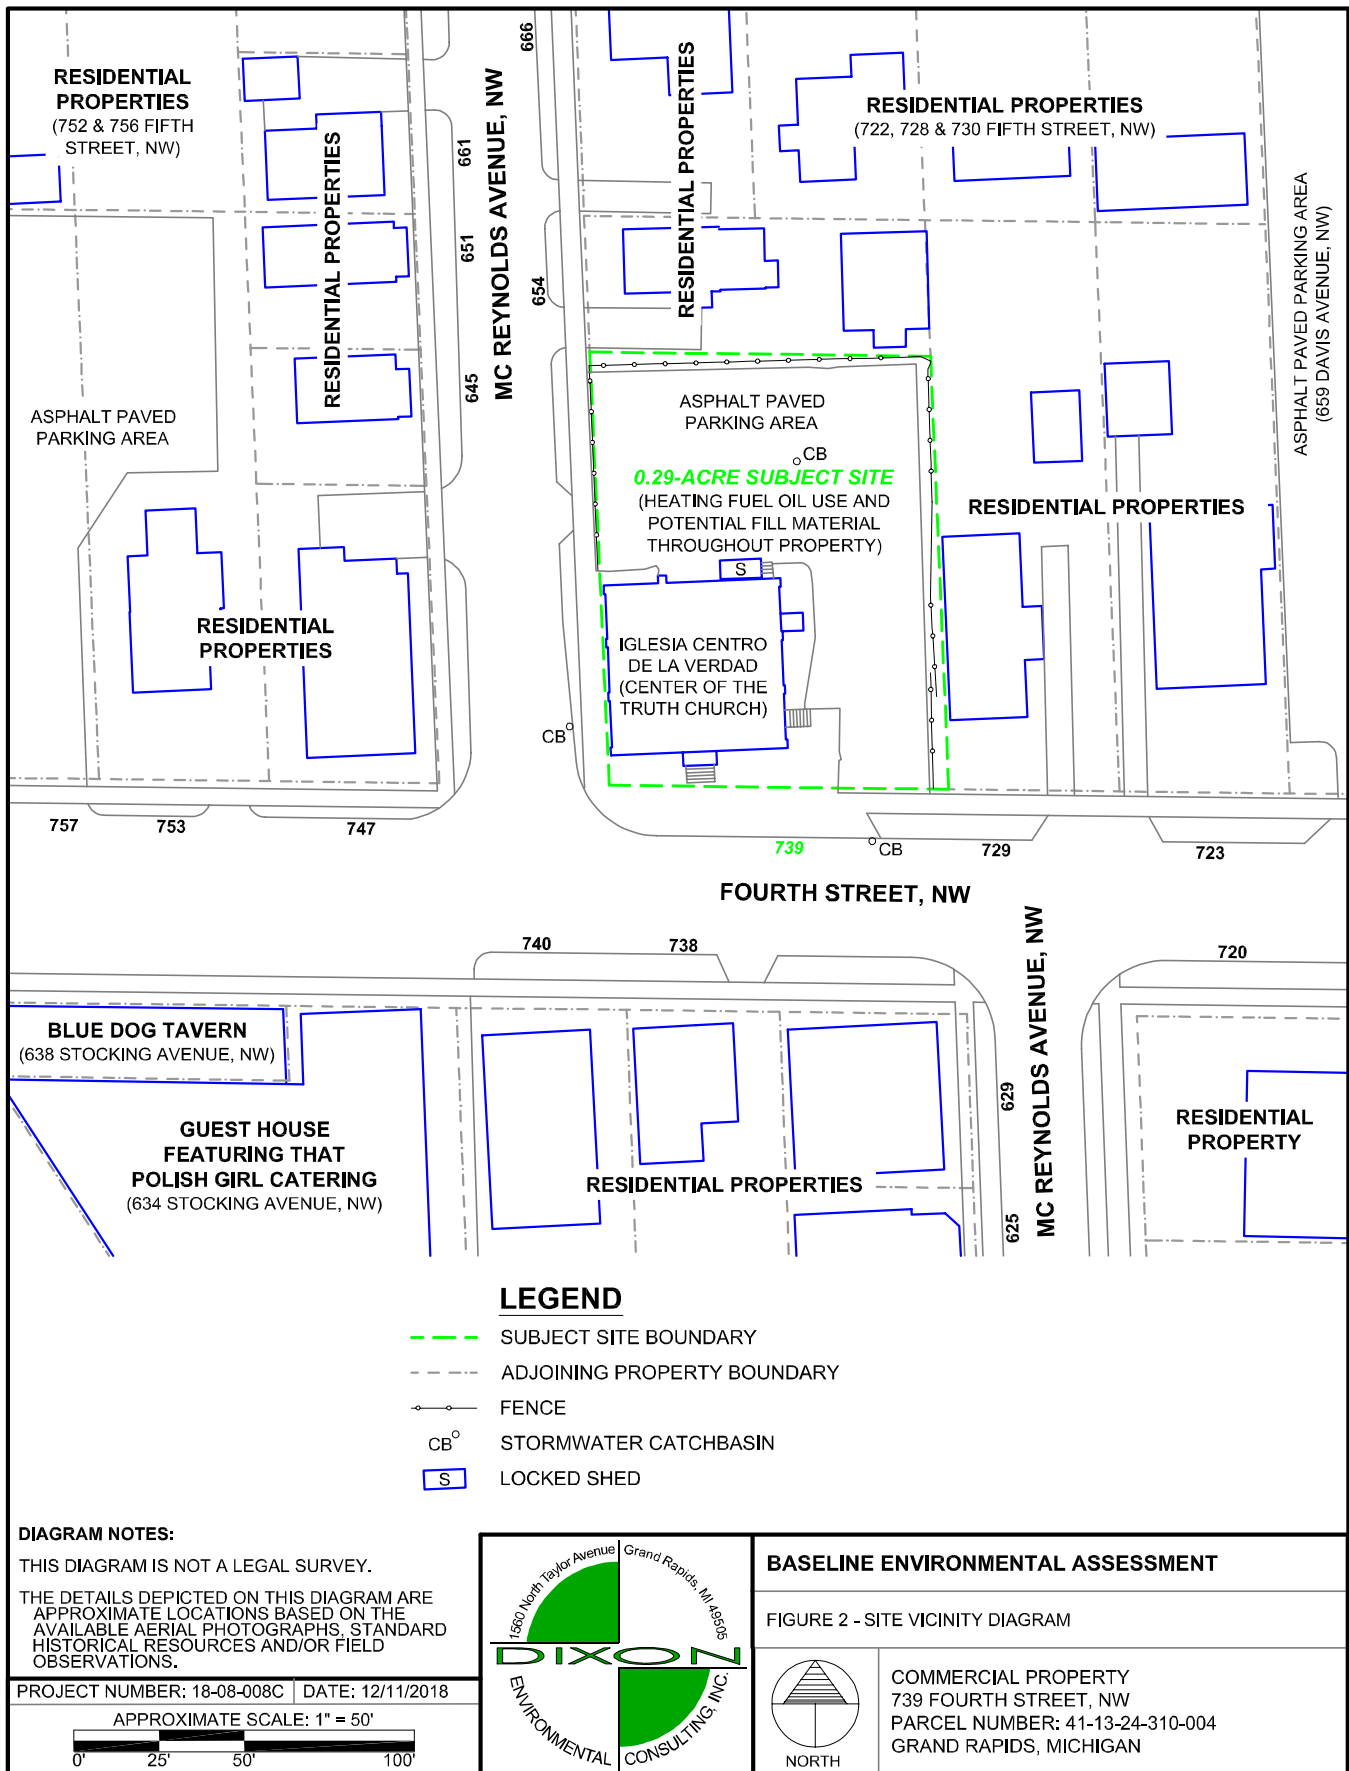 RESIDENTIAL
PROPERTIES
(752 & 756 FIFTH
STREET, NW)
RESIDENTIAL PROPERTIES
661
651
645
MC REYNOLDS AVENUE, NW
666
654
RESIDENTIAL PROPERTIES
RESIDENTIAL PROPERTIES
(722, 728 & 730 FIFTH STREET, NW)
ASPHALT PAVED PARKING AREA
(659 DAVIS AVENUE, NW)
ASPHALT PAVED
PARKING AREA
ASPHALT PAVED
PARKING AREA
CB
0.29-ACRE SUBJECT SITE
(HEATING FUEL OIL USE AND
POTENTIAL FILL MATERIAL
THROUGHOUT PROPERTY)
S
RESIDENTIAL PROPERTIES
RESIDENTIAL
PROPERTIES
IGLESIA CENTRO
DE LA VERDAD
(CENTER OF THE
TRUTH CHURCH)
CB
757
753
747
739
CB
729
723
FOURTH STREET, NW
740
738
720
MC REYNOLDS AVENUE, NW
629
625
BLUE DOG TAVERN
(638 STOCKING AVENUE, NW)
GUEST HOUSE
FEATURING THAT
POLISH GIRL CATERING
(634 STOCKING AVENUE, NW)
RESIDENTIAL PROPERTIES
RESIDENTIAL
PROPERTY
LEGEND
SUBJECT SITE BOUNDARY
ADJOINING PROPERTY BOUNDARY
FENCE
CB STORMWATER CATCHBASIN
S LOCKED SHED
DIAGRAM NOTES:
THIS DIAGRAM IS NOT A LEGAL SURVEY.
THE DETAILS DEPICTED ON THIS DIAGRAM ARE
APPROXIMATE LOCATIONS BASED ON THE
AVAILABLE AERIAL PHOTOGRAPHS, STANDARD
HISTORICAL RESOURCES AND/OR FIELD
OBSERVATIONS.
PROJECT NUMBER: 18-08-008C DATE: 12/11/2018
APPROXIMATE SCALE: 1" = 50'
0' 25' 50' 100'
1560 North Taylor Avenue Grand Rapids, MI 49505
DIXON
ENVIRONMENTAL CONSULTING, INC.
BASELINE ENVIRONMENTAL ASSESSMENT
FIGURE 2 - SITE VICINITY DIAGRAM
NORTH
COMMERCIAL PROPERTY
739 FOURTH STREET, NW
PARCEL NUMBER: 41-13-24-310-004
GRAND RAPIDS, MICHIGAN